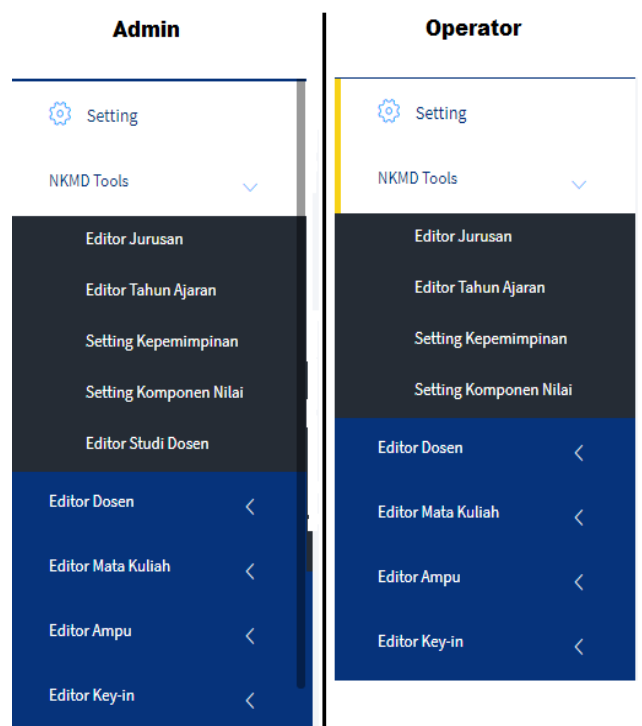 Admin
Setting
NKMD Tools
Editor Jurusan
Editor Tahun Ajaran
Setting Kepemimpinan
Setting Komponen Nilai
Editor Studi Dosen
Editor Dosen
Editor Mata Kuliah
Editor Ampu
Editor Key-in
Operator
Setting
NKMD Tools
Editor Jurusan
Editor Tahun Ajaran
Setting Kepemimpinan
Setting Komponen Nilai
Editor Dosen
Editor Mata Kuliah
Editor Ampu
Editor Key-in